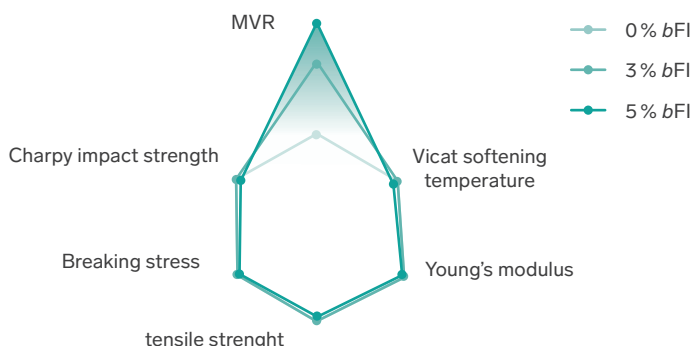 MVR
0 % bFI
3 % bFI
5 % bFI
Charpy impact strength
Vicat softening
temperature
Breaking stress
Young’s modulus
tensile strenght